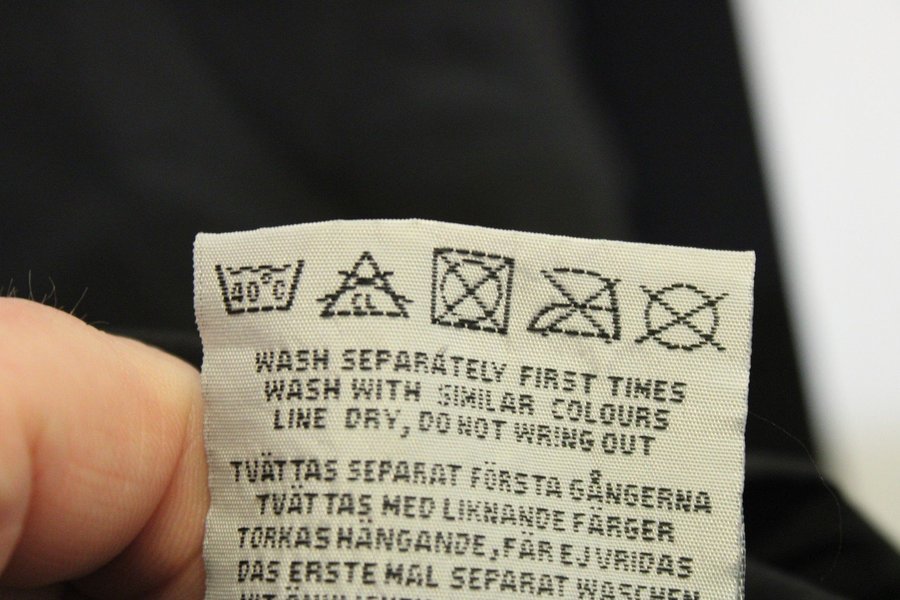 40°C CL
WASH SEPARATELY FIRST TIMES
WASH WITH SIMILAR COLOURS
LINE DRY, DO NOT WRING OUT
TVÄTTAS SEPARAT FÖRSTA GÅNGERNA
TVÄTTAS MED LIKNANDE FÄRGER
TORKAS HÄNGANDE, FÅR EJ VRIDAS
DAS ERSTE MAL SEPARAT WASCHEN